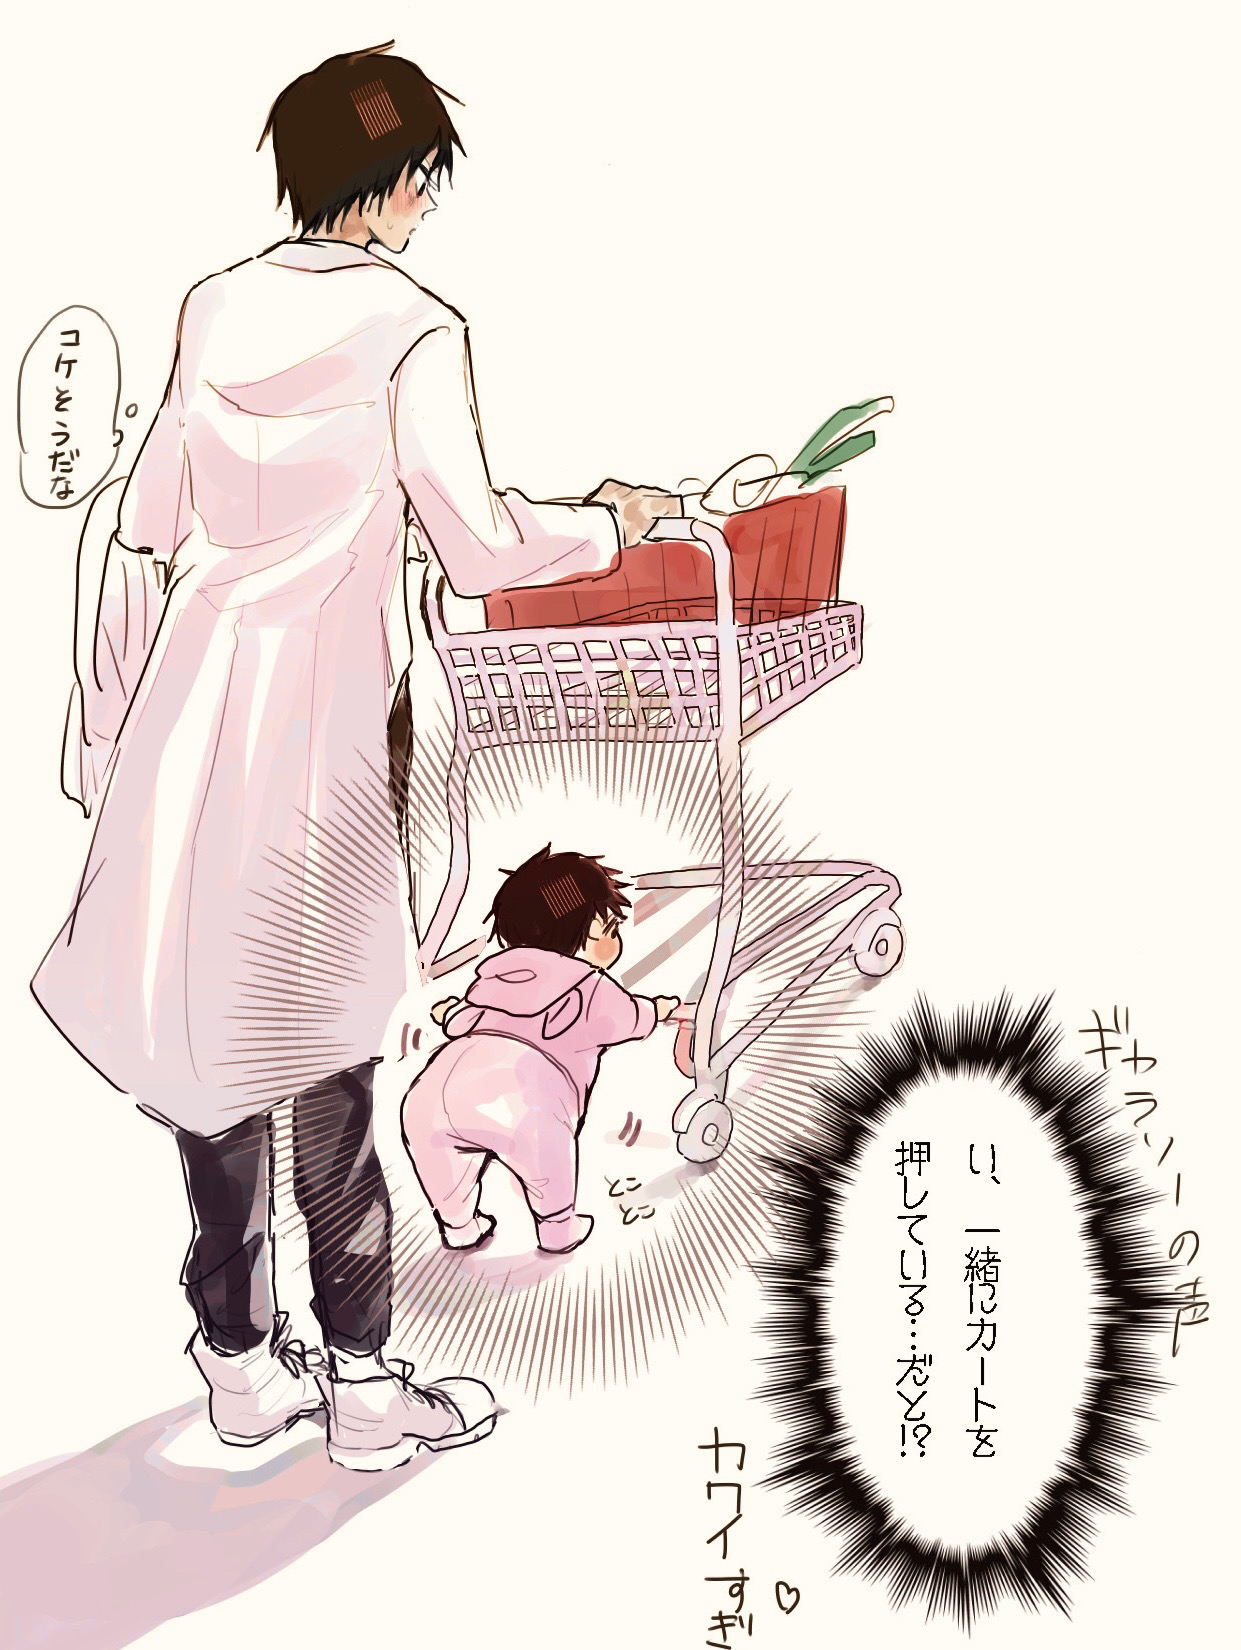 コケそうだな
い、一緒にカートを
押している…だと!?
ギャラリーの声
とこ
とこ
カワイすぎ♡